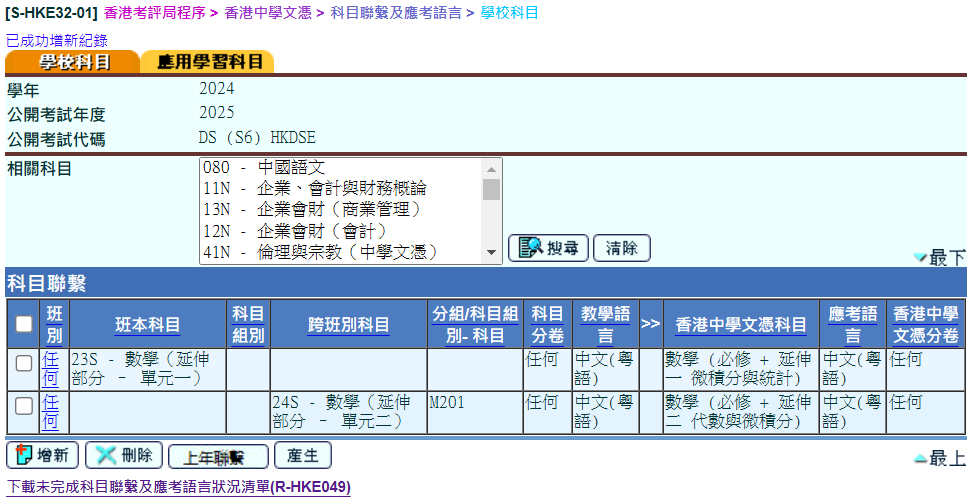 [S-HKE32-01] 香港考評局程序 > 香港中學文憑 > 科目聯繫及應考語言 > 學校科目
已成功增新紀錄
學校科目 應用學習科目
學年 2024
公開考試年度 2025
公開考試代碼 DS (S6) HKDSE
相關科目 080 - 中國語文
11N - 企業、會計與財務概論
13N - 企業會財（商業管理）
12N - 企業會財（會計）
41N - 倫理與宗教（中學文憑）
搜尋 清除
最下
科目聯繫
班別 班本科目 科目組別 跨班別科目 分組/科目組別- 科目 科目分卷 教學語言 >> 香港中學文憑科目 應考語言 香港中學文憑分卷
任何 23S - 數學（延伸部分 - 單元一） 任何 中文(粵語) 數學 (必修 + 延伸一 微積分與統計) 中文(粵語) 任何
任何 24S - 數學（延伸部分 - 單元二） M201 任何 中文(粵語) 數學 (必修 + 延伸二 代數與微積分) 中文(粵語) 任何
增新 刪除 上年聯繫 產生
最上
下載未完成科目聯繫及應考語言狀況清單(R-HKE049)